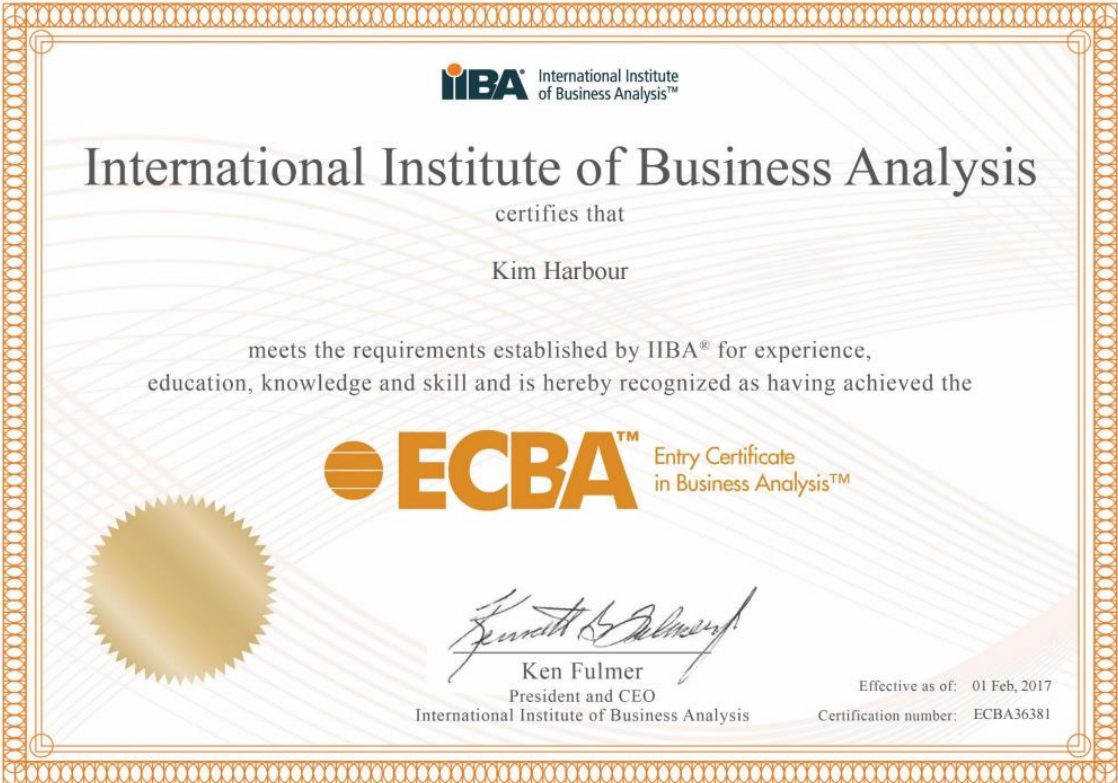 IIBA® International Institute
of Business Analysis™
International Institute of Business Analysis
certifies that
Kim Harbour
meets the requirements established by IIBA® for experience,
education, knowledge and skill and is hereby recognized as having achieved the
ECBA™ Entry Certificate
in Business Analysis™
Ken Fulmer
President and CEO
International Institute of Business Analysis
Effective as of: 01 Feb, 2017
Certification number: ECBA36381